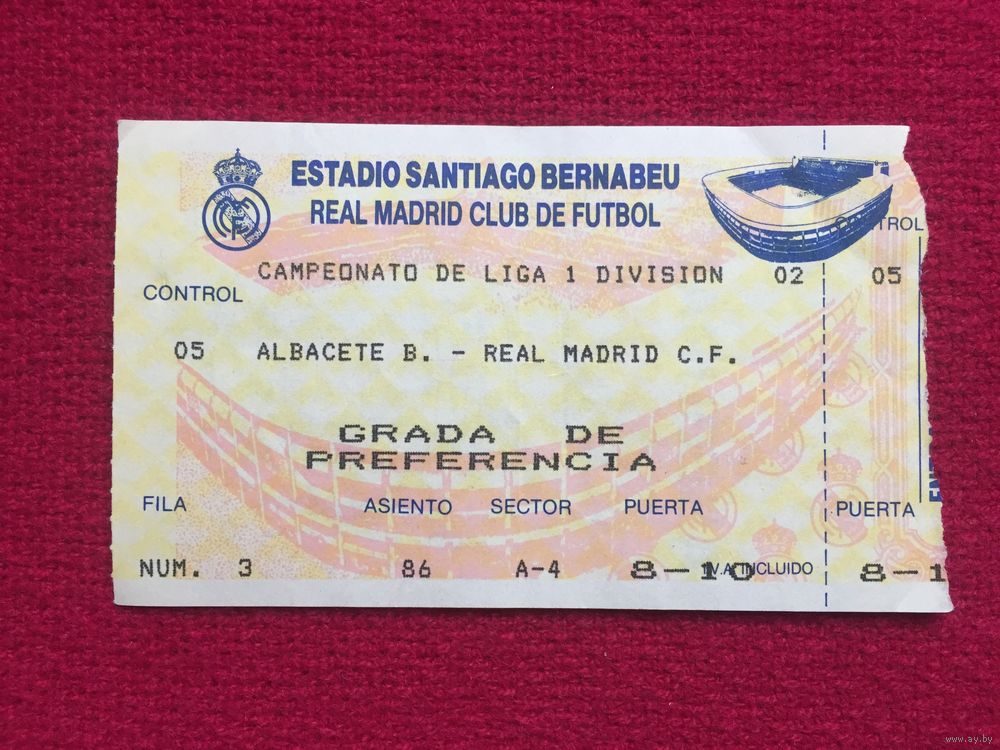 ESTADIO SANTIAGO BERNABEU
REAL MADRID CLUB DE FUTBOL
CAMPEONATO DE LIGA 1 DIVISION 02 05
CONTROL
05 ALBACETE B. - REAL MADRID C.F.
GRADA DE
PREFERENCIA
FILA ASIENTO SECTOR PUERTA PUERTA
NUM. 3 86 A-4 8-10 INCLUIDO 8-1
www.ay.by